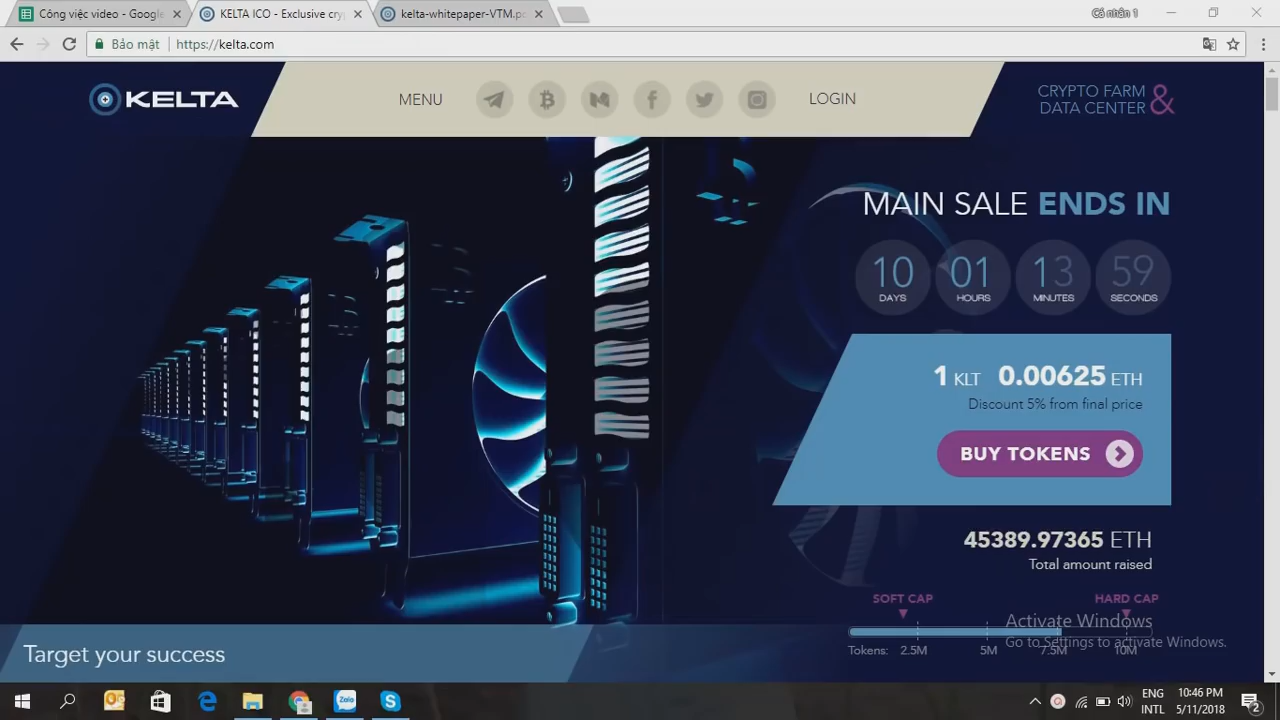 Công việc video - Google
KELTA ICO - Exclusive cry
kelta-whitepaper-VTM.pd
Cá nhân 1
Bảo mật
https://kelta.com
KELTA
MENU
LOGIN
CRYPTO FARM
DATA CENTER &
MAIN SALE ENDS IN
10 01 13 59
DAYS HOURS MINUTES SECONDS
1 KLT 0.00625 ETH
Discount 5% from final price
BUY TOKENS
45389.97365 ETH
Total amount raised
SOFT CAP HARD CAP
Activate Windows
Go to Settings to activate Windows.
Tokens: 2.5M 5M 7.5M 10M
Target your success
ENG 10:46 PM
INTL 5/11/2018
2